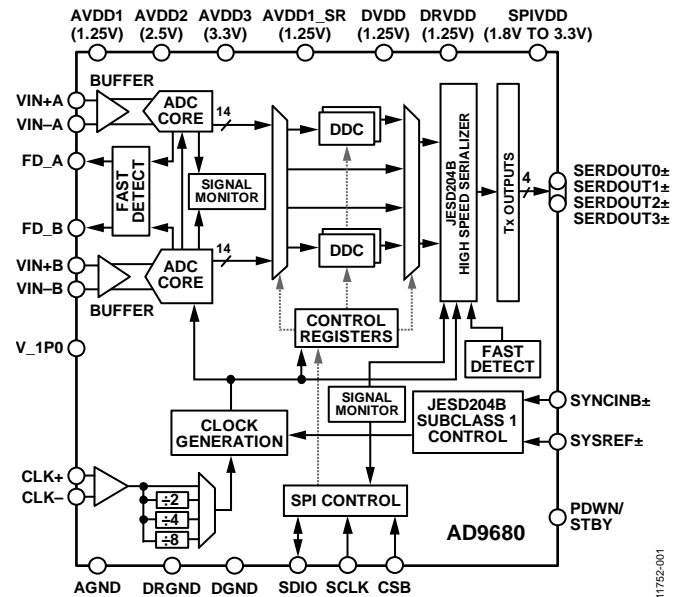 AVDD1 AVDD2 AVDD3 AVDD1_SR DVDD DRVDD SPIVDD
(1.25V) (2.5V) (3.3V) (1.25V) (1.25V) (1.25V) (1.8V TO 3.3V)
BUFFER
VIN+A
VIN–A
ADC
CORE
14
DDC
FD_A
FAST
DETECT
SIGNAL
MONITOR
JESD204B
HIGH SPEED SERIALIZER
Tx OUTPUTS
4
SERDOUT0±
SERDOUT1±
SERDOUT2±
SERDOUT3±
FD_B
VIN+B
VIN–B
ADC
CORE
14
DDC
BUFFER
CONTROL
REGISTERS
V_1P0
FAST
DETECT
SIGNAL
MONITOR
JESD204B
SUBCLASS 1
CONTROL
SYNCINB±
SYSREF±
CLOCK
GENERATION
CLK+
CLK–
÷2
÷4
÷8
SPI CONTROL
PDWN/
STBY
AD9680
AGND DRGND DGND SDIO SCLK CSB
11752-001